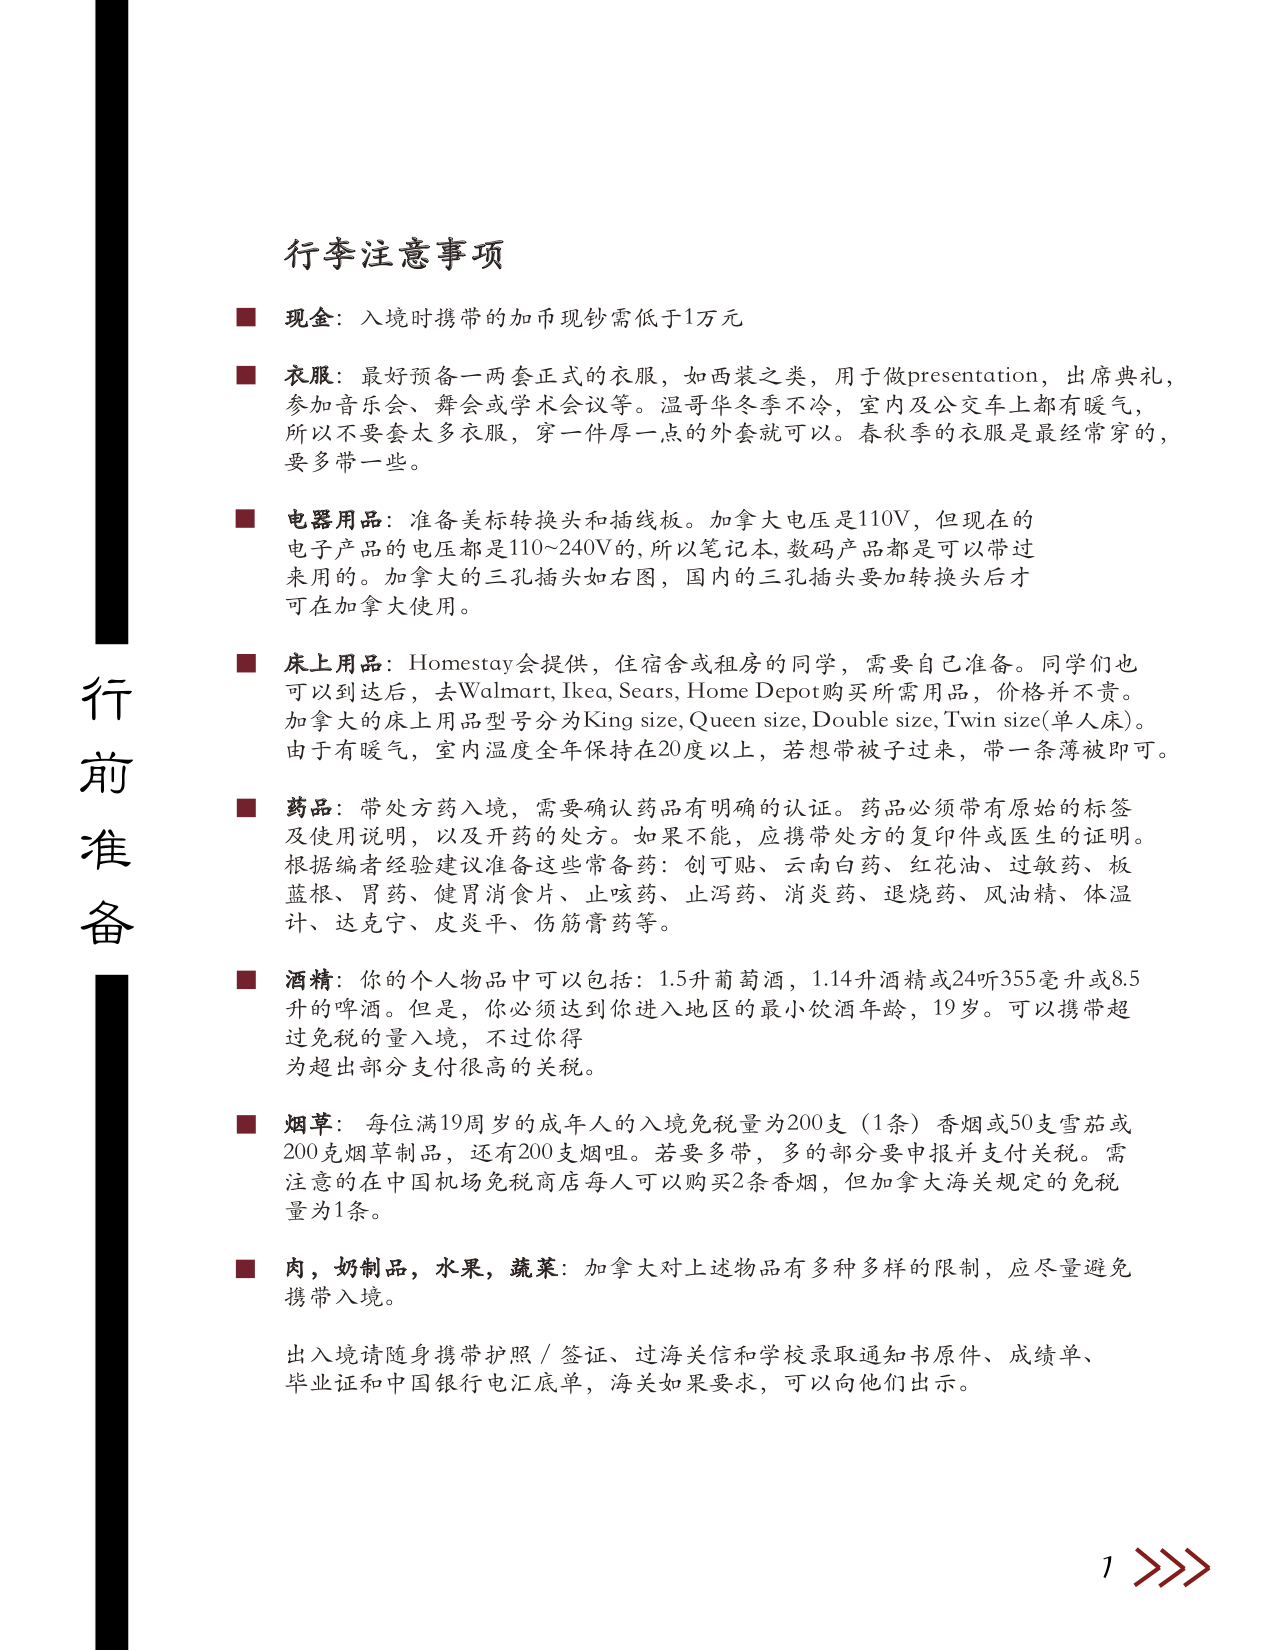 行李注意事项
现金：入境时携带的加币现钞需低于1万元
衣服：最好预备一两套正式的衣服，如西装之类，用于做presentation，出席典礼，
参加音乐会、舞会或学术会议等。温哥华冬季不冷，室内及公交车上都有暖气，
所以不要套太多衣服，穿一件厚一点的外套就可以。春秋季的衣服是最经常穿的，
要多带一些。
电器用品：准备美标转换头和插线板。加拿大电压是110V，但现在的
电子产品的电压都是110~240V的, 所以笔记本, 数码产品都是可以带过
来用的。加拿大的三孔插头如右图，国内的三孔插头要加转换头后才
可在加拿大使用。
床上用品：Homestay会提供，住宿舍或租房的同学，需要自己准备。同学们也
可以到达后，去Walmart, Ikea, Sears, Home Depot购买所需用品，价格并不贵。
加拿大的床上用品型号分为King size, Queen size, Double size, Twin size(单人床)。
由于有暖气，室内温度全年保持在20度以上，若想带被子过来，带一条薄被即可。
药品：带处方药入境，需要确认药品有明确的认证。药品必须带有原始的标签
及使用说明，以及开药的处方。如果不能，应携带处方的复印件或医生的证明。
根据编者经验建议准备这些常备药：创可贴、云南白药、红花油、过敏药、板
蓝根、胃药、健胃消食片、止咳药、止泻药、消炎药、退烧药、风油精、体温
计、达克宁、皮炎平、伤筋膏药等。
酒精：你的个人物品中可以包括：1.5升葡萄酒，1.14升酒精或24听355毫升或8.5
升的啤酒。但是，你必须达到你进入地区的最小饮酒年龄，19岁。可以携带超
过免税的量入境，不过你得
为超出部分支付很高的关税。
烟草： 每位满19周岁的成年人的入境免税量为200支（1条）香烟或50支雪茄或
200克烟草制品，还有200支烟咀。若要多带，多的部分要申报并支付关税。需
注意的在中国机场免税商店每人可以购买2条香烟，但加拿大海关规定的免税
量为1条。
肉，奶制品，水果，蔬菜：加拿大对上述物品有多种多样的限制，应尽量避免
携带入境。
出入境请随身携带护照 / 签证、过海关信和学校录取通知书原件、成绩单、
毕业证和中国银行电汇底单，海关如果要求，可以向他们出示。
行
前
准
备
1